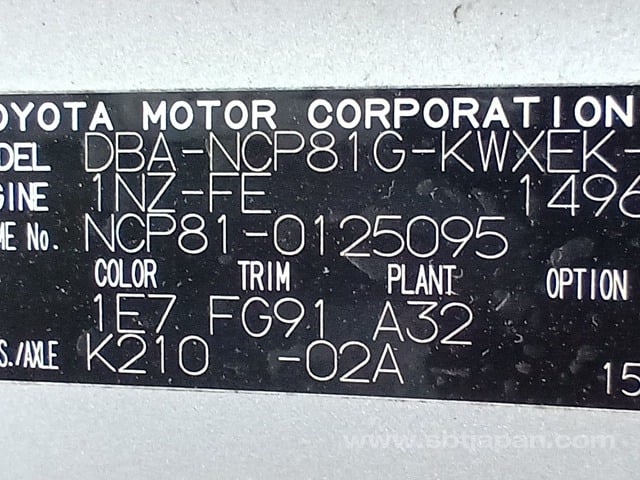 OYOTA MOTOR CORPORATION
ODEL DBA-NCP81G-KWXEK-
GINE 1NZ-FE 1496
ME No. NCP81-0125095
COLOR TRIM PLANT OPTION
1E7 FG91 A32
S./AXLE K210 -02A
15
www.sbtjapan.com